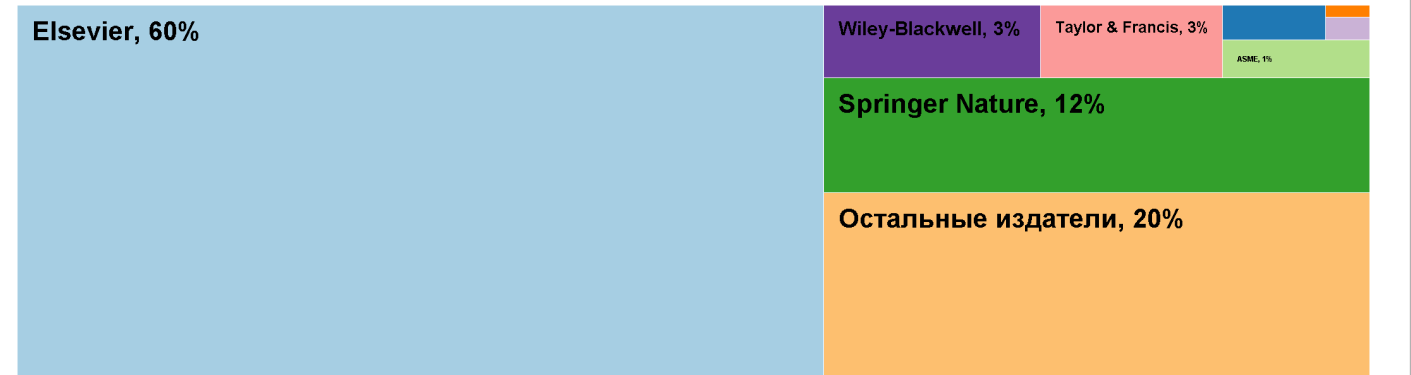 Elsevier, 60%
Wiley-Blackwell, 3%
Taylor & Francis, 3%
ASME, 1%
Springer Nature, 12%
Остальные издатели, 20%